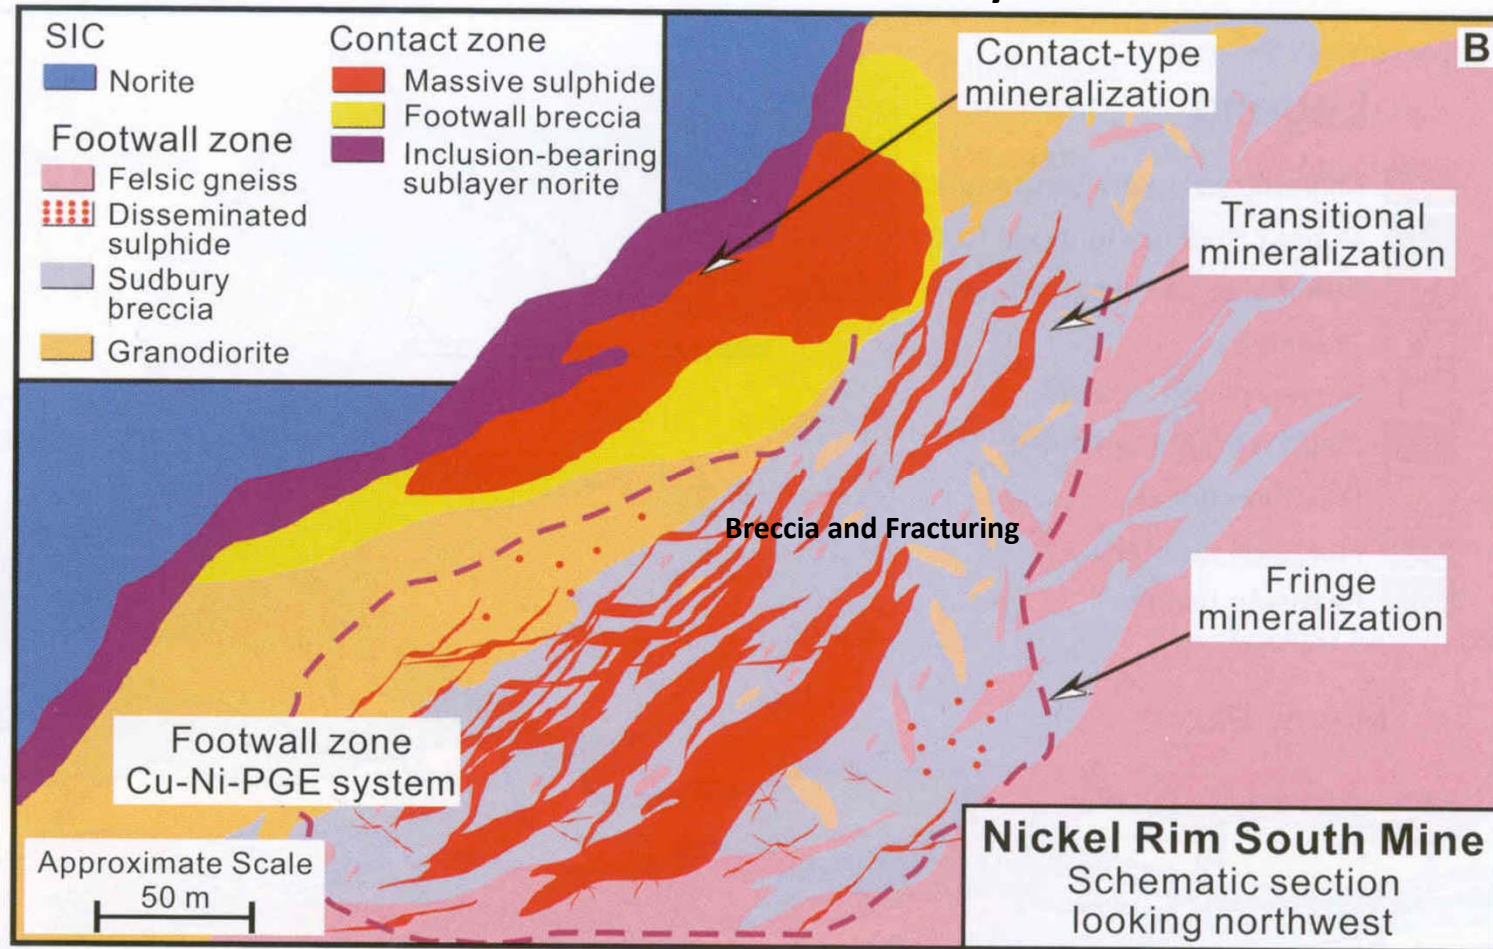 SIC
Norite
Footwall zone
Felsic gneiss
Disseminated
sulphide
Sudbury
breccia
Granodiorite
Contact zone
Massive sulphide
Footwall breccia
Inclusion-bearing
sublayer norite
Contact-type
mineralization
B
Transitional
mineralization
Breccia and Fracturing
Fringe
mineralization
Footwall zone
Cu-Ni-PGE system
Approximate Scale
50 m
Nickel Rim South Mine
Schematic section
looking northwest